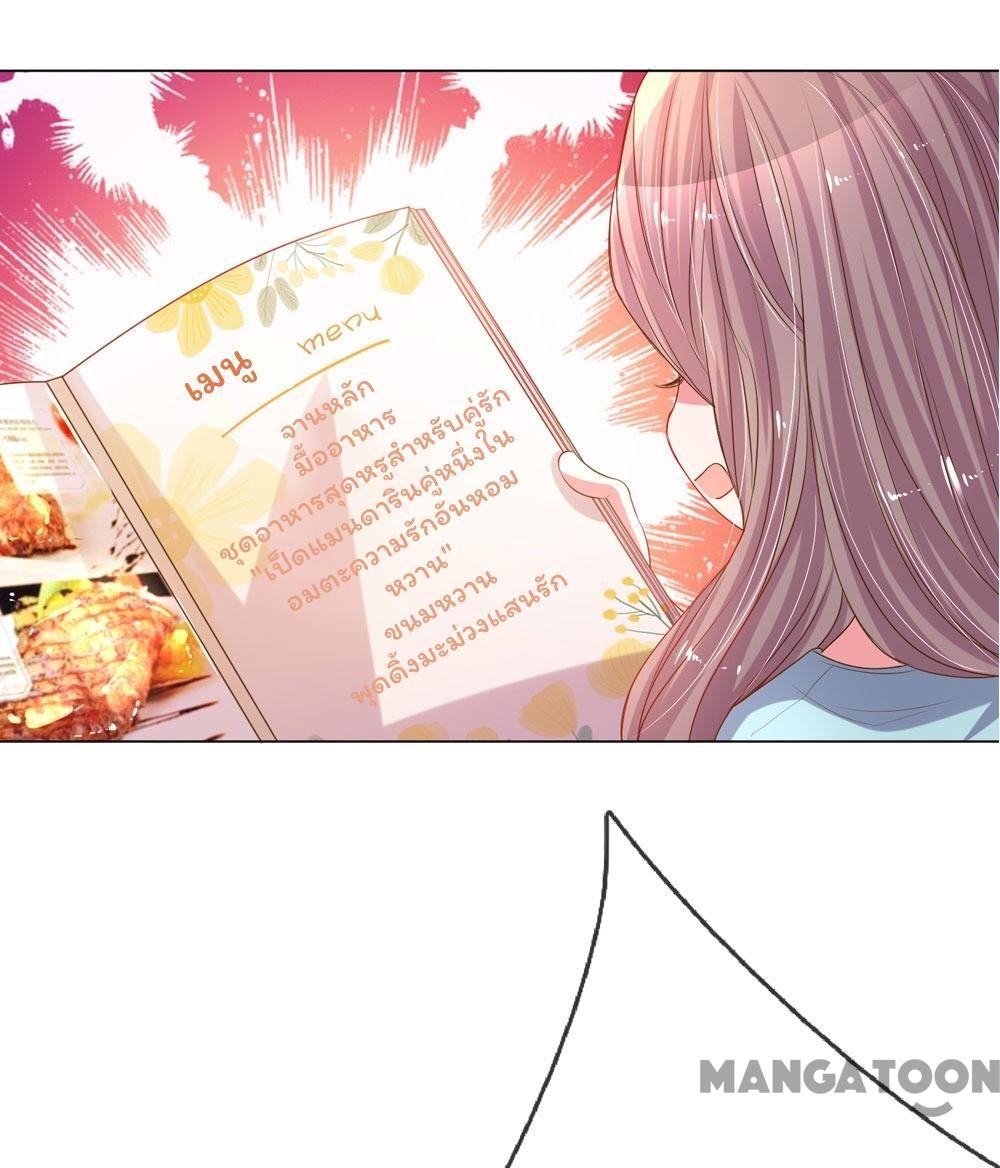 เมนู
menu
จานหลัก
มื้ออาหาร
ชุดอาหารสุดหรูสำหรับคู่รัก
"เป็ดแมนดารินคู่หนึ่งใน
อมตะความรักอันหอม
หวาน"
ขนมหวาน
พุดดิ้งมะม่วงแสนรัก
MANGATOON